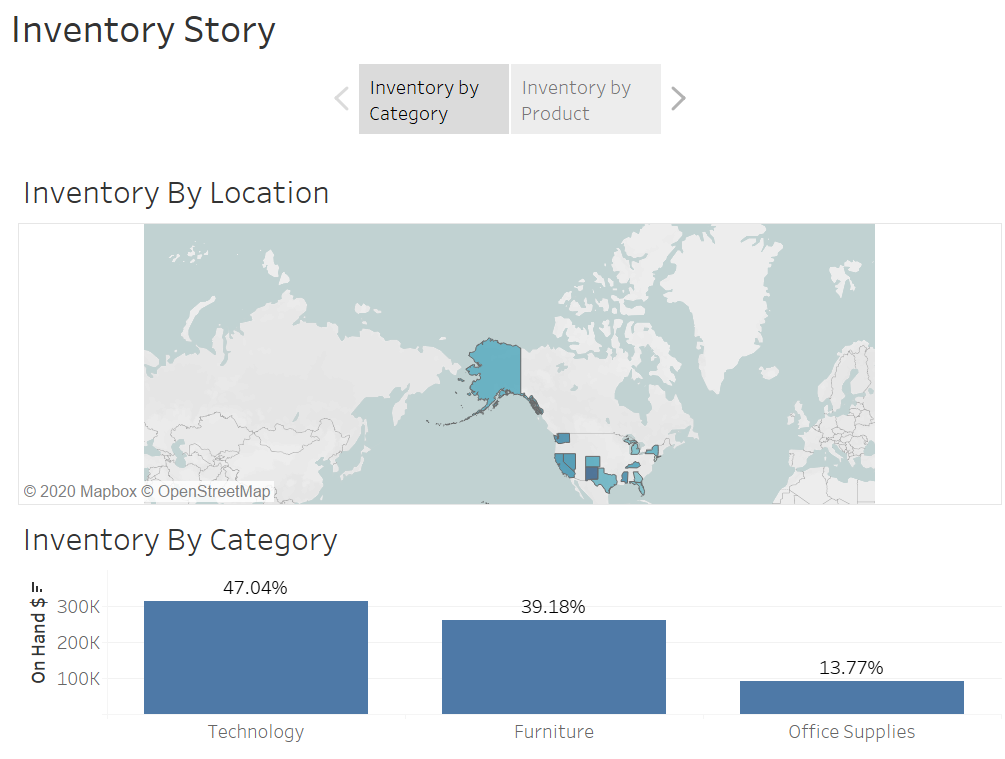 Inventory Story
Inventory by
Category
Inventory by
Product
Inventory By Location
© 2020 Mapbox © OpenStreetMap
Inventory By Category
On Hand $
300K
200K
100K
47.04%
39.18%
13.77%
Technology
Furniture
Office Supplies